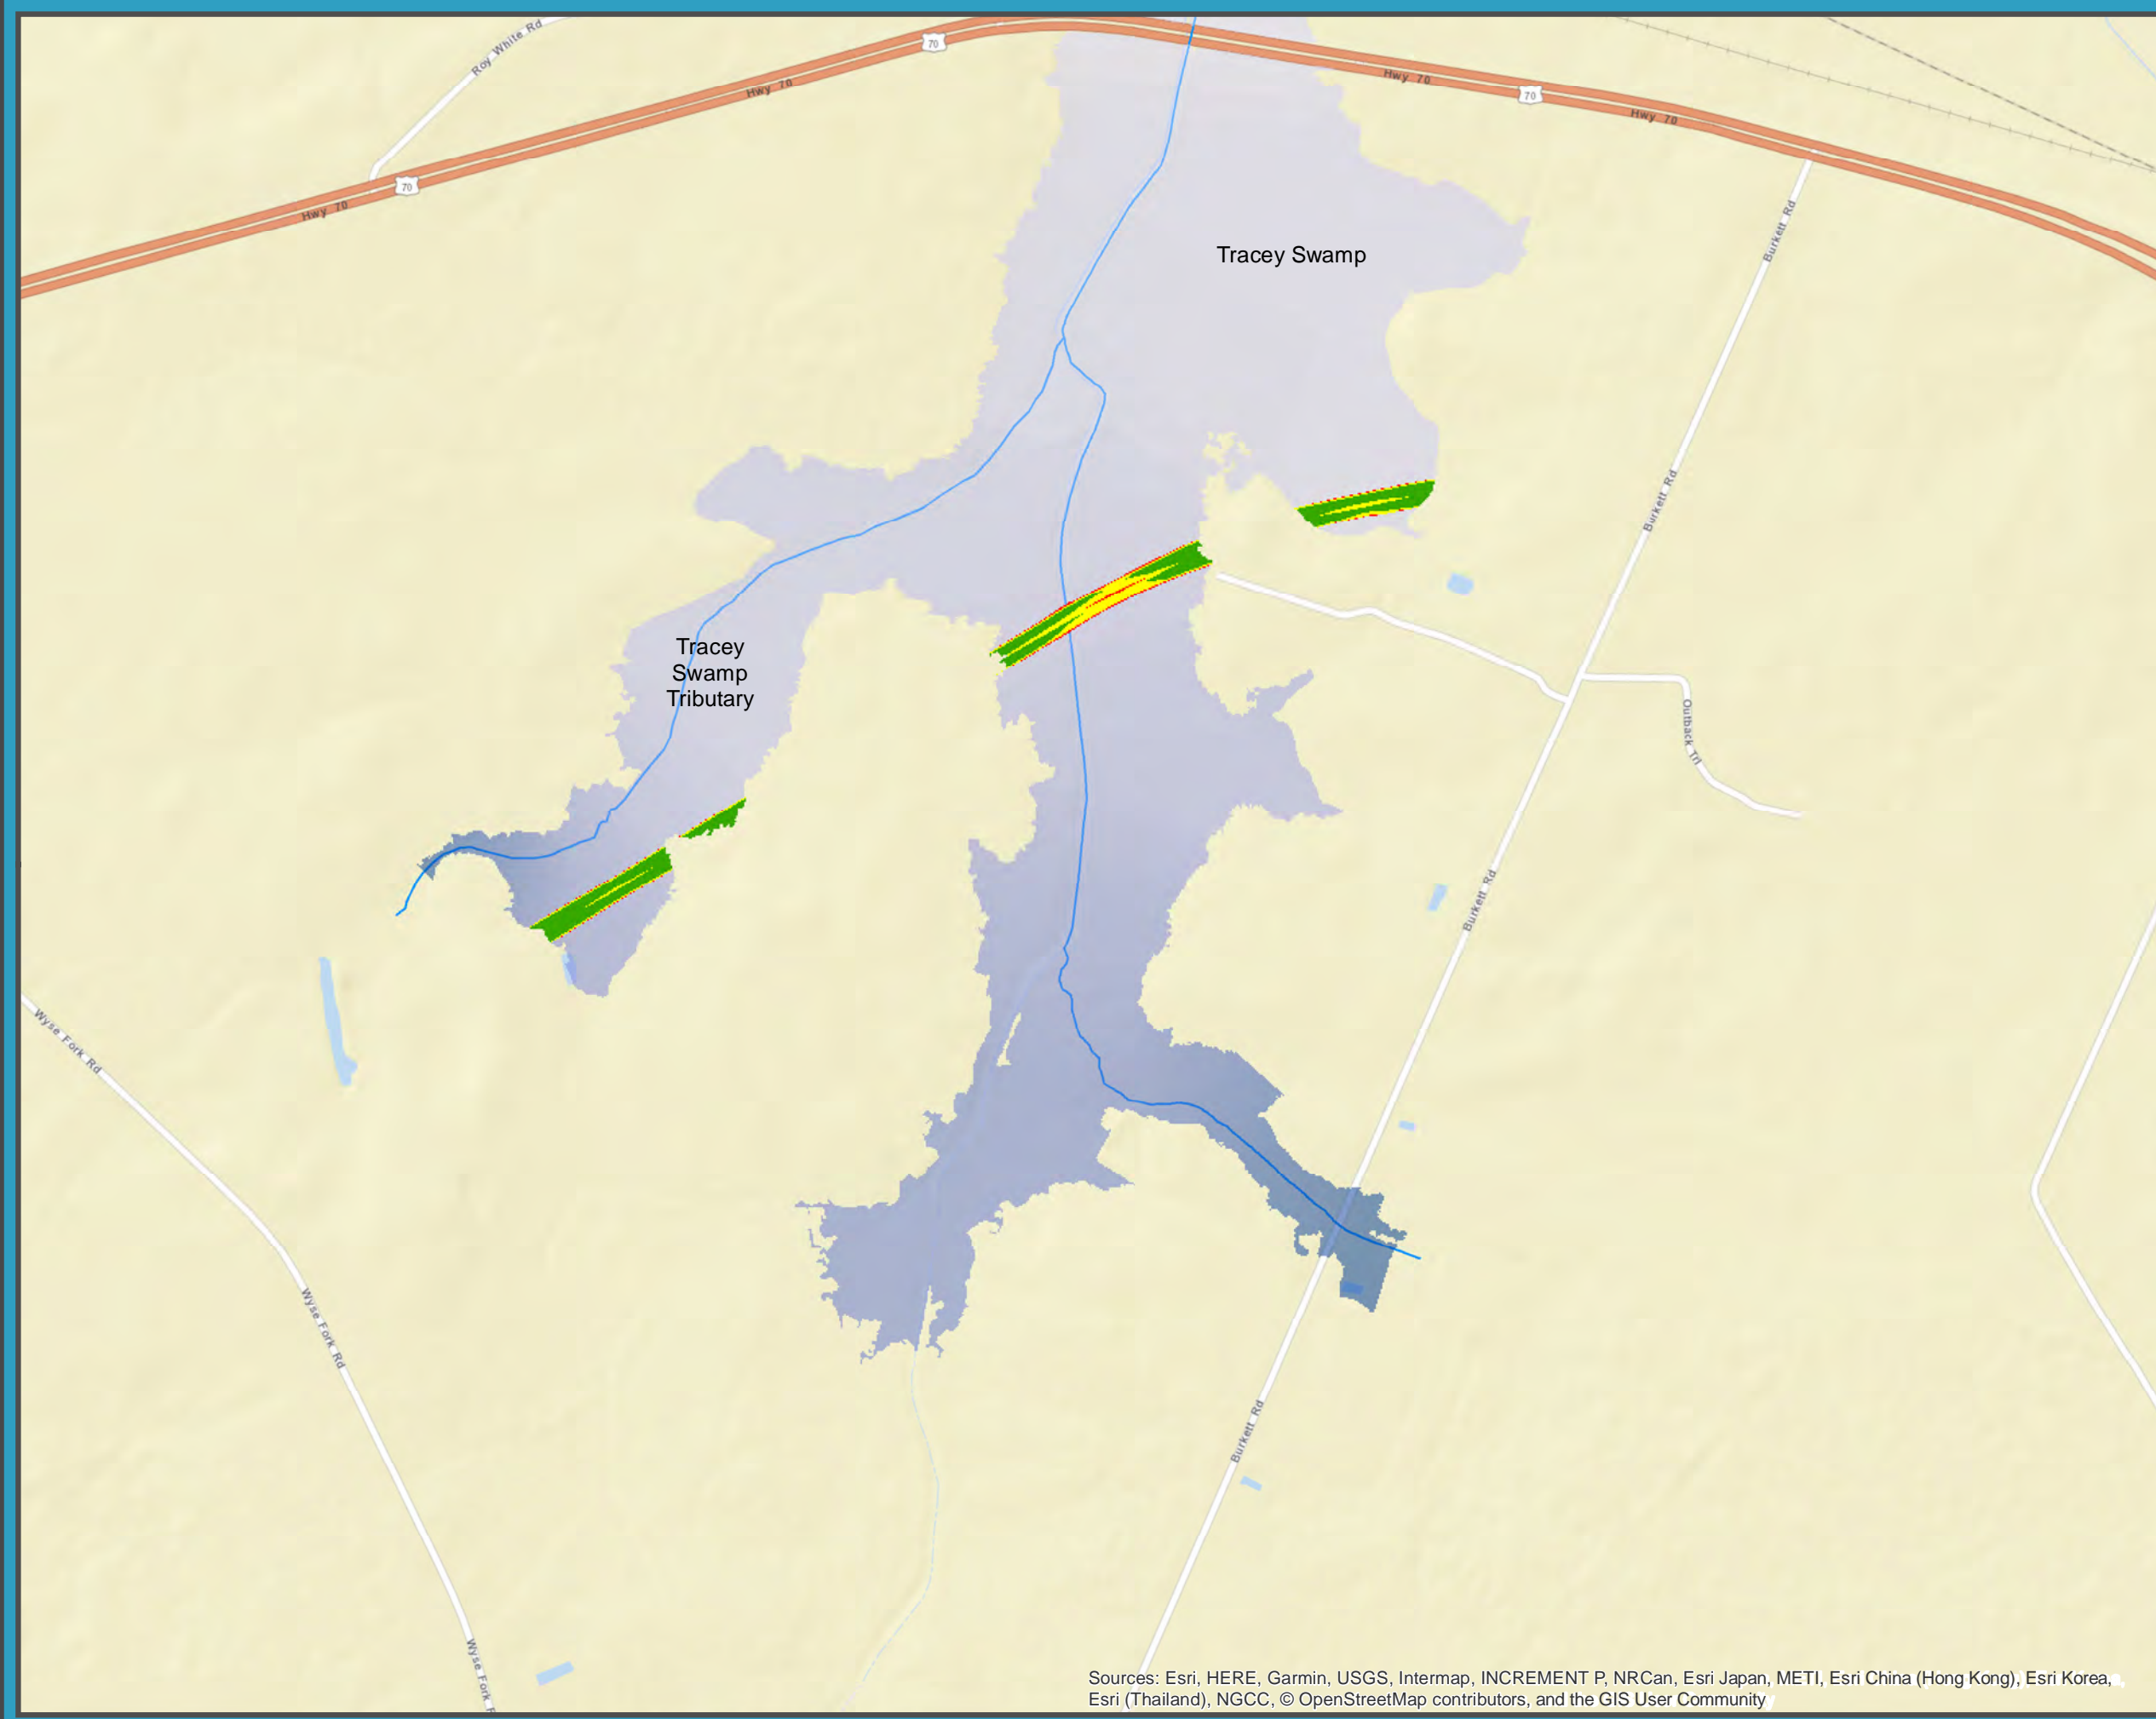 Roy White Rd
70
Hwy 70
Hwy 70
70
Hwy 70
Hwy 70
70
Burkett Rd
Tracey Swamp
Burkett Rd
Tracey
Swamp
Tributary
Outback Trl
Burkett Rd
Wyse Fork Rd
Wyse Fork Rd
Burkett Rd
Wyse Fork R
Sources: Esri, HERE, Garmin, USGS, Intermap, INCREMENT P, NRCan, Esri Japan, METI, Esri China (Hong Kong), Esri Korea,
Esri (Thailand), NGCC, © OpenStreetMap contributors, and the GIS User Community